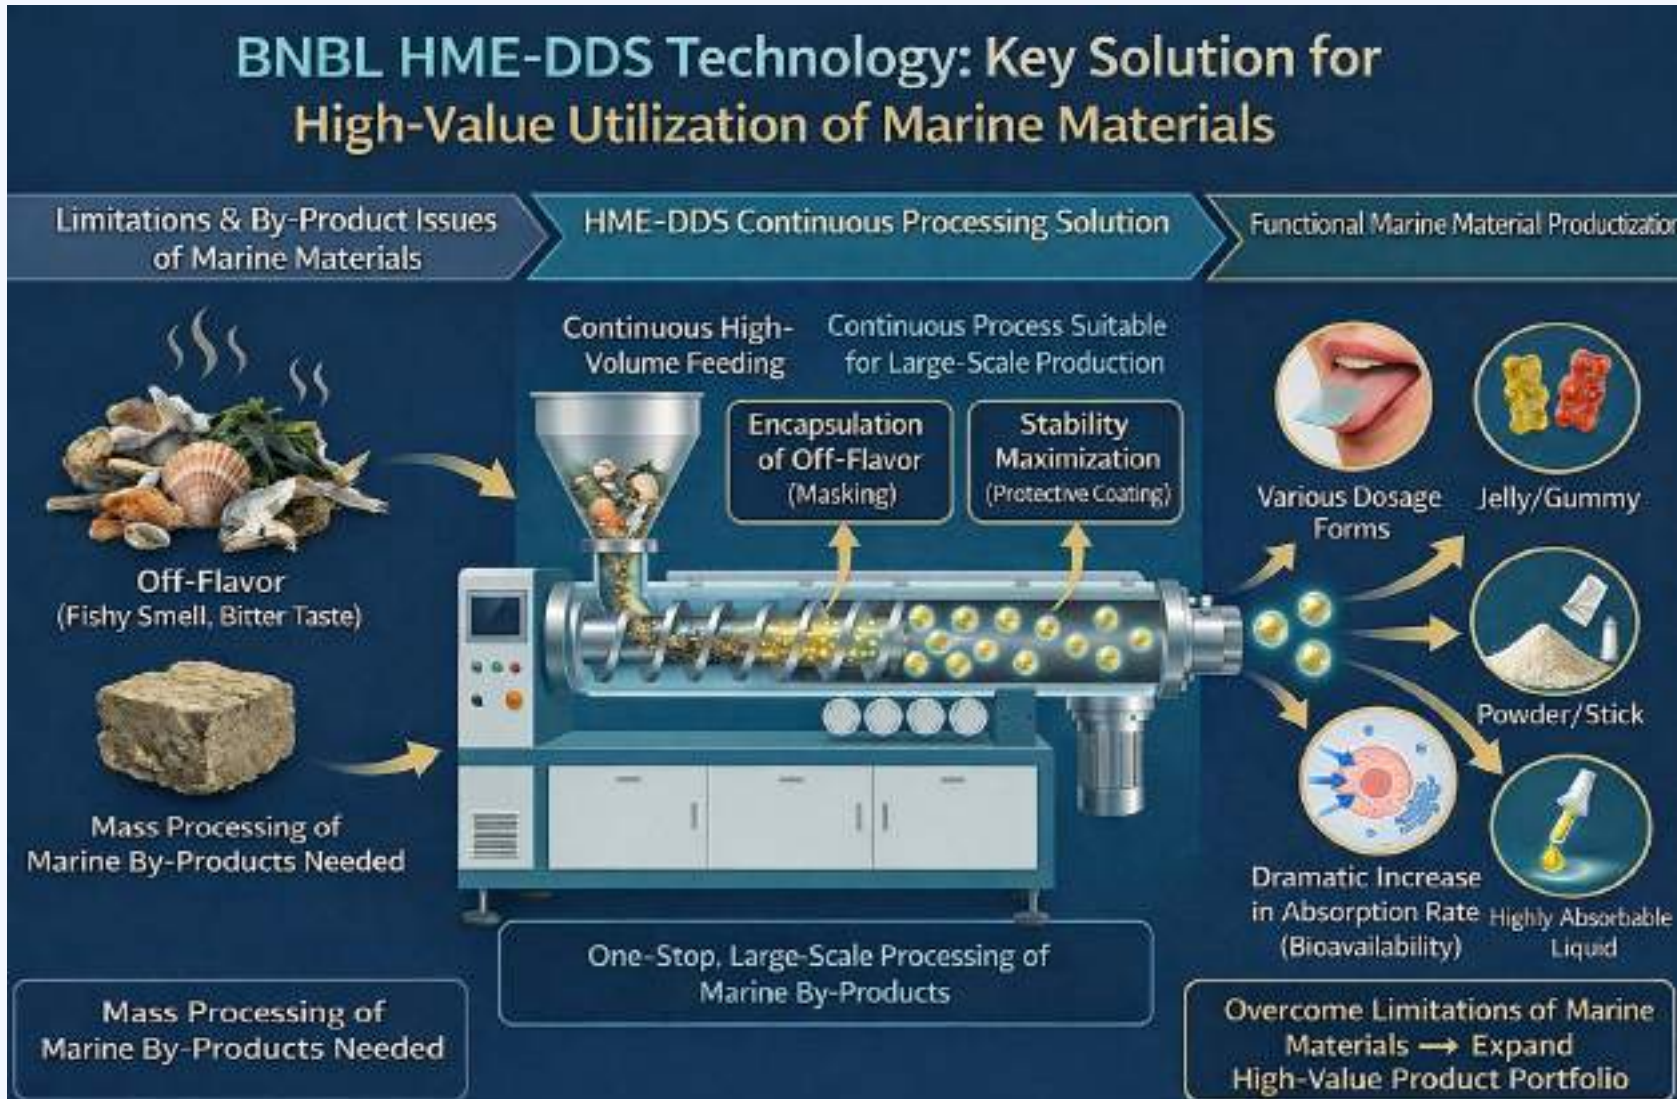 BNBL HME-DDS Technology: Key Solution for
High-Value Utilization of Marine Materials
Limitations & By-Product Issues
of Marine Materials
HME-DDS Continuous Processing Solution
Functional Marine Material Productization
Continuous High-
Volume Feeding
Continuous Process Suitable
for Large-Scale Production
Encapsulation
of Off-Flavor
(Masking)
Stability
Maximization
(Protective Coating)
Off-Flavor
(Fishy Smell, Bitter Taste)
Mass Processing of
Marine By-Products Needed
Various Dosage
Forms
Jelly/Gummy
Powder/Stick
Dramatic Increase
in Absorption Rate
(Bioavailability)
Highly Absorbable
Liquid
Mass Processing of
Marine By-Products Needed
One-Stop, Large-Scale Processing of
Marine By-Products
Overcome Limitations of Marine
Materials → Expand
High-Value Product Portfolio